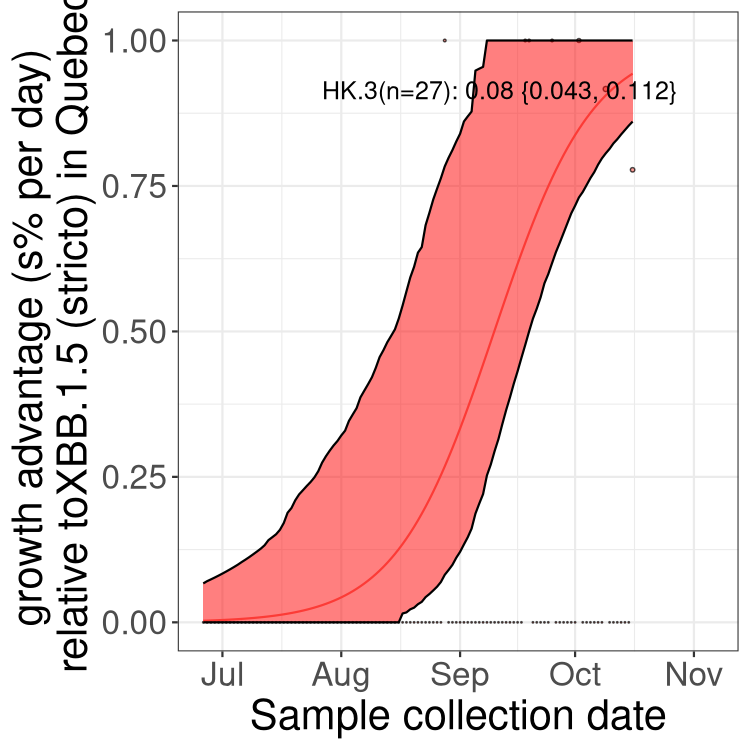 growth advantage (s% per day)
relative toXBB.1.5 (stricto) in Quebec
1.00
0.75
0.50
0.25
0.00
HK.3(n=27): 0.08 {0.043, 0.112}
Jul Aug Sep Oct Nov
Sample collection date